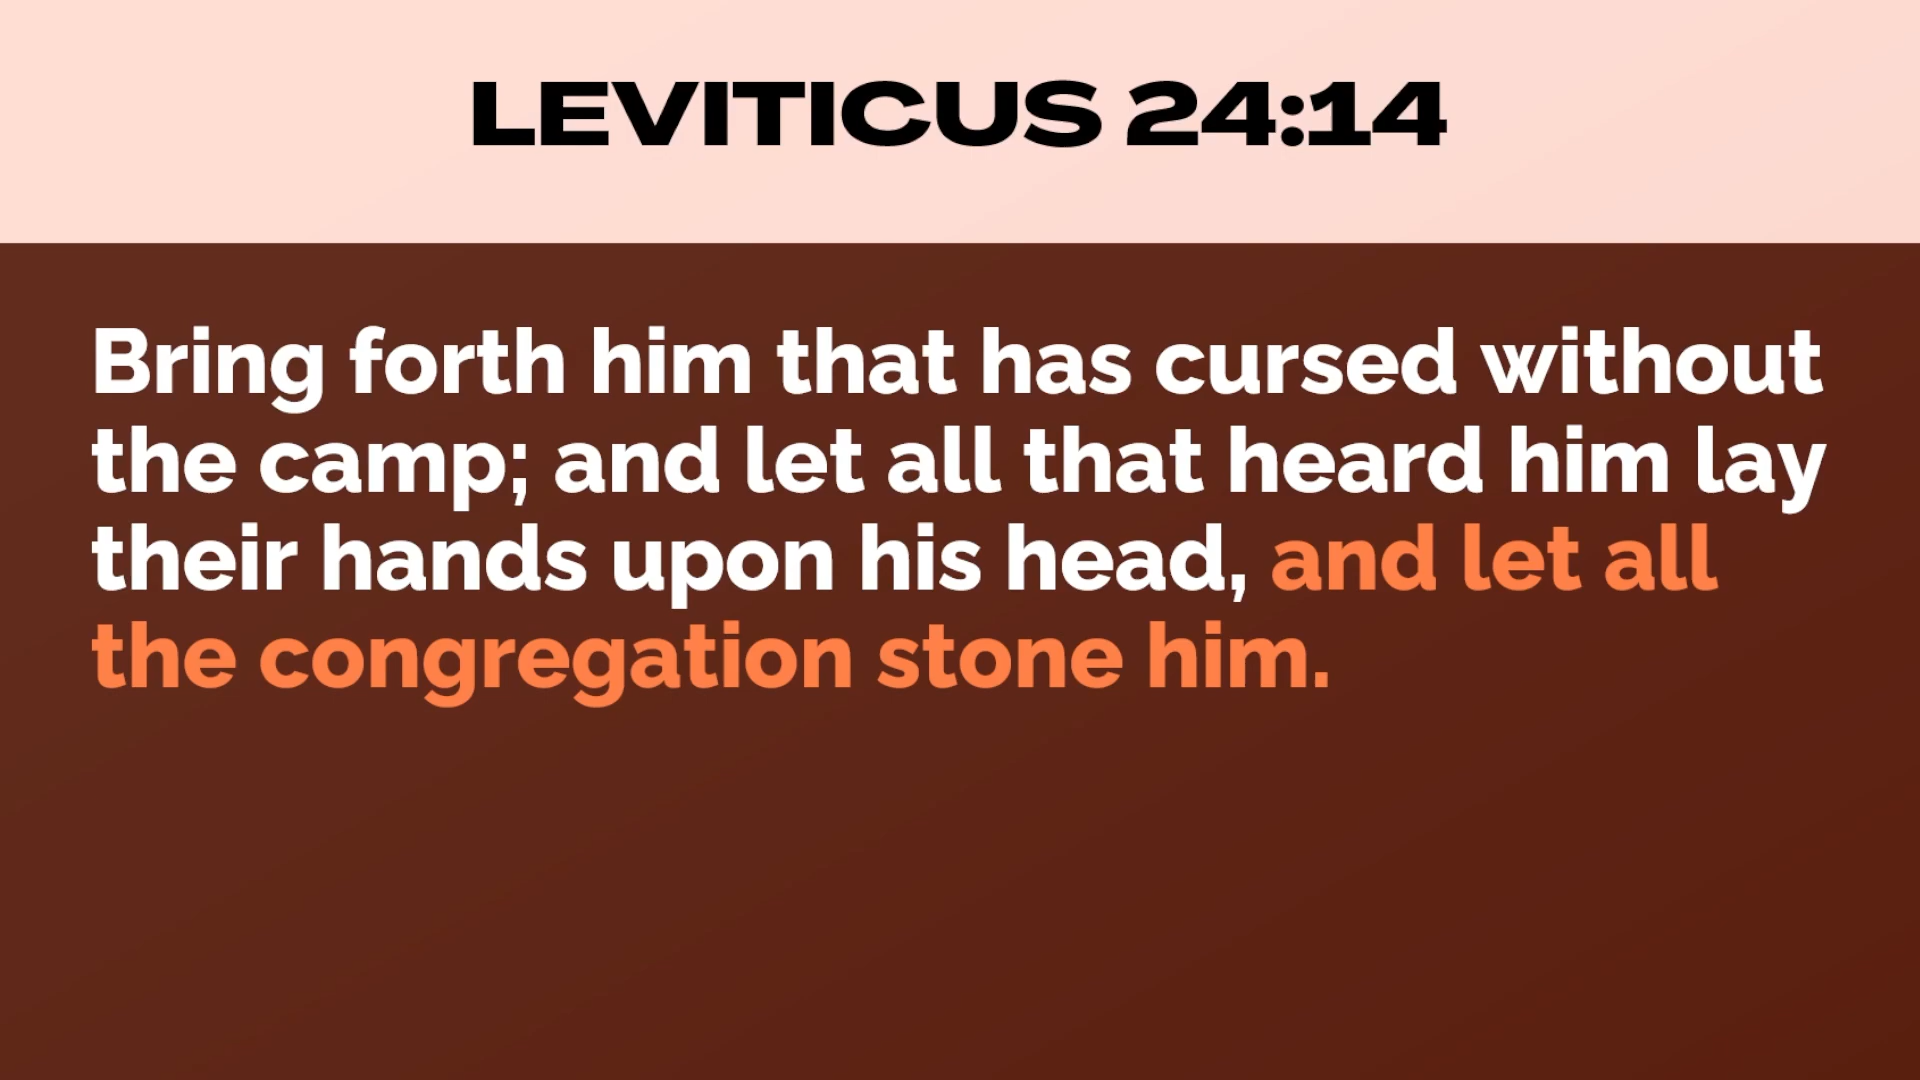 LEVITICUS 24:14
Bring forth him that has cursed without
the camp; and let all that heard him lay
their hands upon his head, and let all
the congregation stone him.